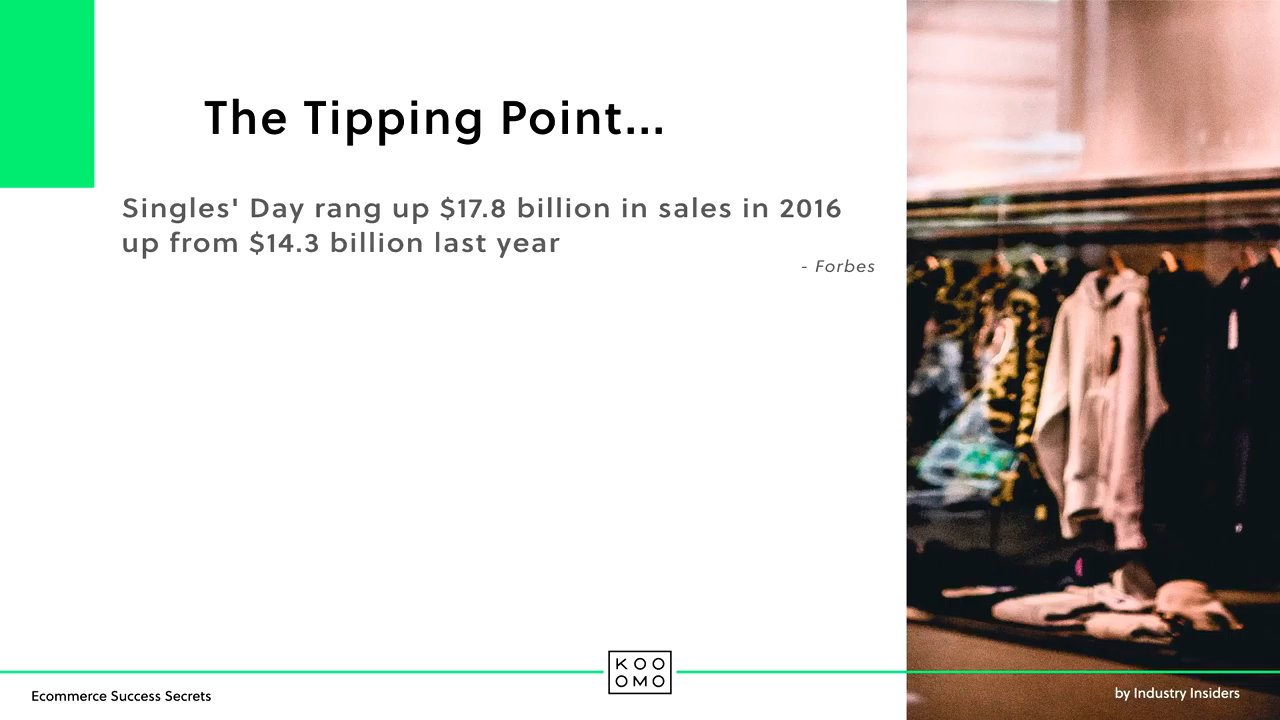 The Tipping Point...
Singles' Day rang up $17.8 billion in sales in 2016
up from $14.3 billion last year
- Forbes
KOO
OMO
Ecommerce Success Secrets
by Industry Insiders